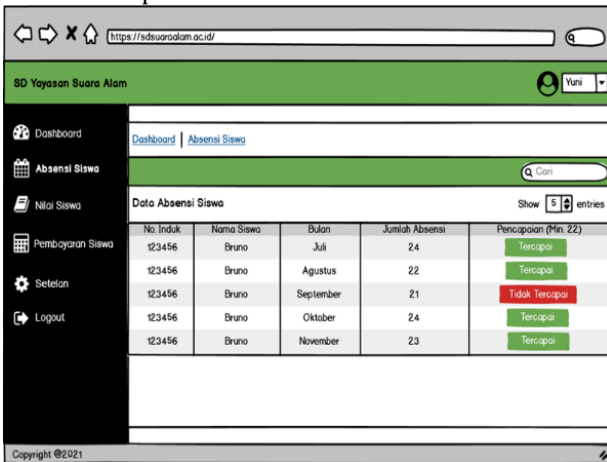 https://sdsuaraalam.ac.id/
SD Yayasan Suara Alam
Yuni
Dashboard
Absensi Siswa
Nilai Siswa
Pembayaran Siswa
Setelan
Logout
Dashboard | Absensi Siswa
Cari
Data Absensi Siswa
Show 5 entries
No. Induk Nama Siswa Bulan Jumlah Absensi Pencapaian (Min. 22)
123456 Bruno Juli 24 Tercapai
123456 Bruno Agustus 22 Tercapai
123456 Bruno September 21 Tidak Tercapai
123456 Bruno Oktober 24 Tercapai
123456 Bruno November 23 Tercapai
Copyright @2021